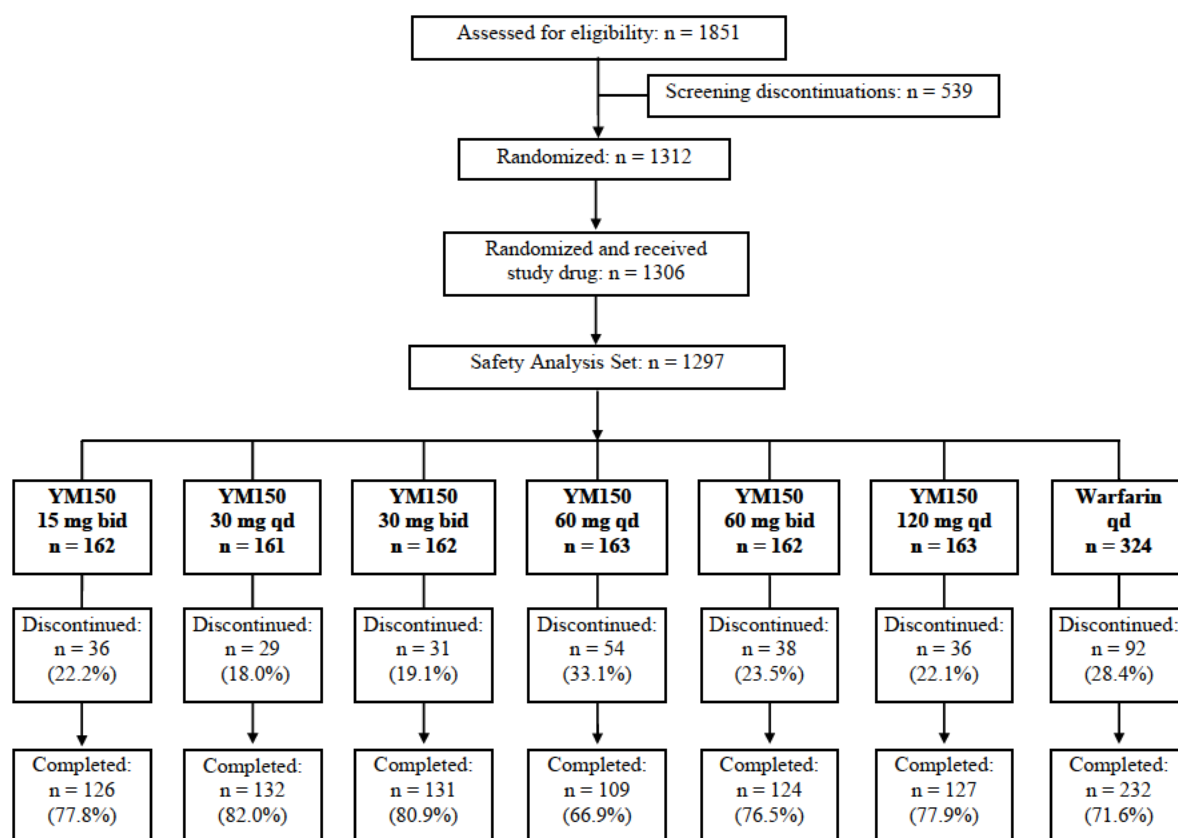 Assessed for eligibility: n = 1851
Screening discontinuations: n = 539
Randomized: n = 1312
Randomized and received
study drug: n = 1306
Safety Analysis Set: n = 1297
YM150
15 mg bid
n = 162
YM150
30 mg qd
n = 161
YM150
30 mg bid
n = 162
YM150
60 mg qd
n = 163
YM150
60 mg bid
n = 162
YM150
120 mg qd
n = 163
Warfarin
qd
n = 324
Discontinued:
n = 36
(22.2%)
Discontinued:
n = 29
(18.0%)
Discontinued:
n = 31
(19.1%)
Discontinued:
n = 54
(33.1%)
Discontinued:
n = 38
(23.5%)
Discontinued:
n = 36
(22.1%)
Discontinued:
n = 92
(28.4%)
Completed:
n = 126
(77.8%)
Completed:
n = 132
(82.0%)
Completed:
n = 131
(80.9%)
Completed:
n = 109
(66.9%)
Completed:
n = 124
(76.5%)
Completed:
n = 127
(77.9%)
Completed:
n = 232
(71.6%)